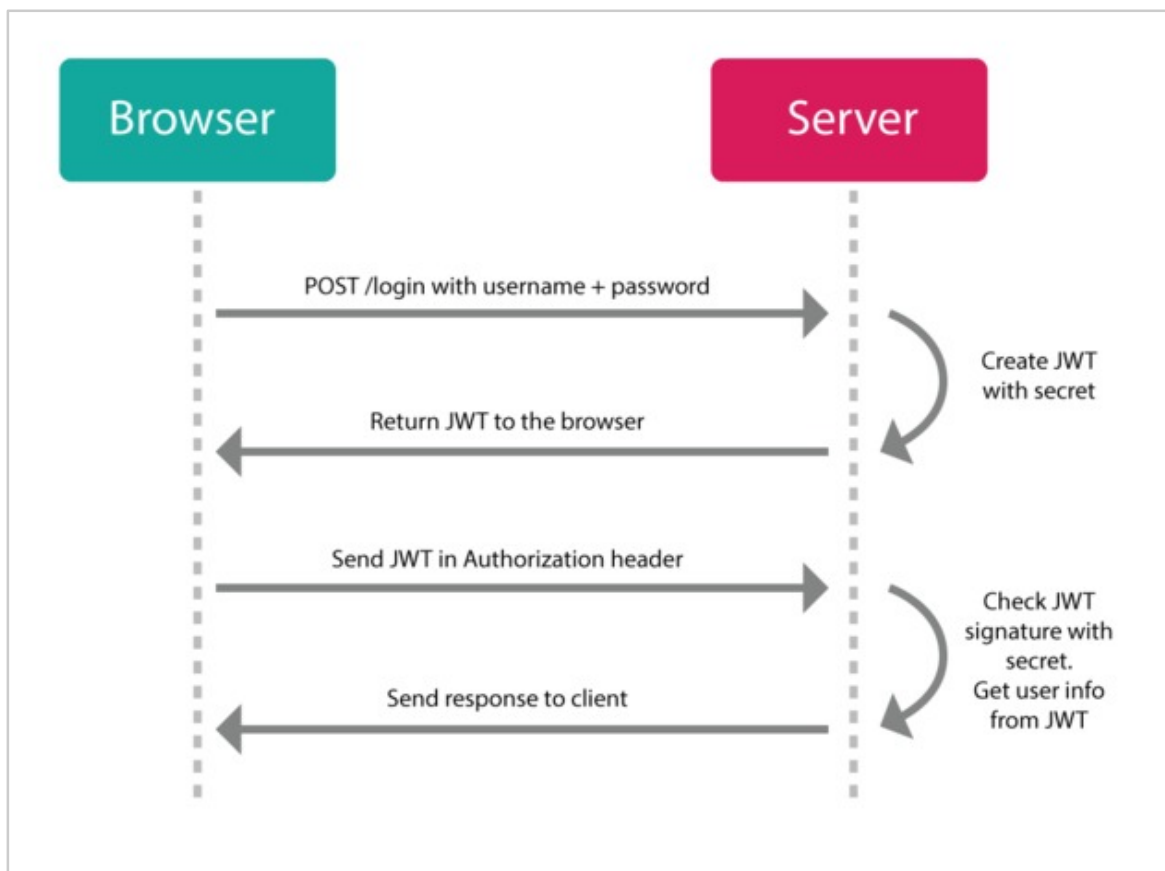 Browser
Server
POST /login with username + password
Create JWT
with secret
Return JWT to the browser
Send JWT in Authorization header
Check JWT
signature with
secret.
Get user info
from JWT
Send response to client